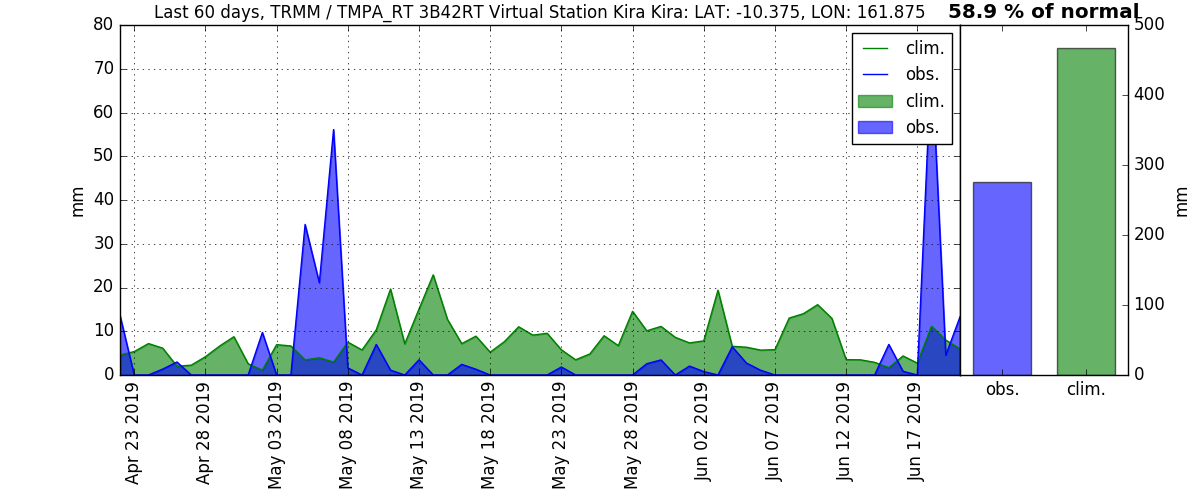 Last 60 days, TRMM / TMPA_RT 3B42RT Virtual Station Kira Kira: LAT: -10.375, LON: 161.875
58.9 % of normal
80
70
60
50
40
30
20
10
0
mm
clim.
obs.
clim.
obs.
Apr 23 2019
Apr 28 2019
May 03 2019
May 08 2019
May 13 2019
May 18 2019
May 23 2019
May 28 2019
Jun 02 2019
Jun 07 2019
Jun 12 2019
Jun 17 2019
500
400
300
200
100
0
mm
obs.
clim.